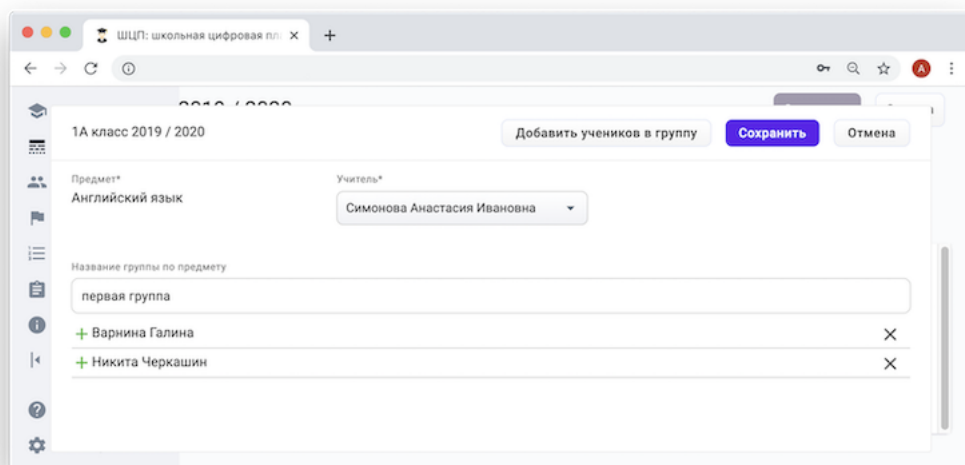 ШЦП: школьная цифровая пл
А
1А класс 2019 / 2020
Добавить учеников в группу
Сохранить
Отмена
Предмет*
Учитель*
Английский язык
Симонова Анастасия Ивановна
Название группы по предмету
первая группа
Варнина Галина
Никита Черкашин